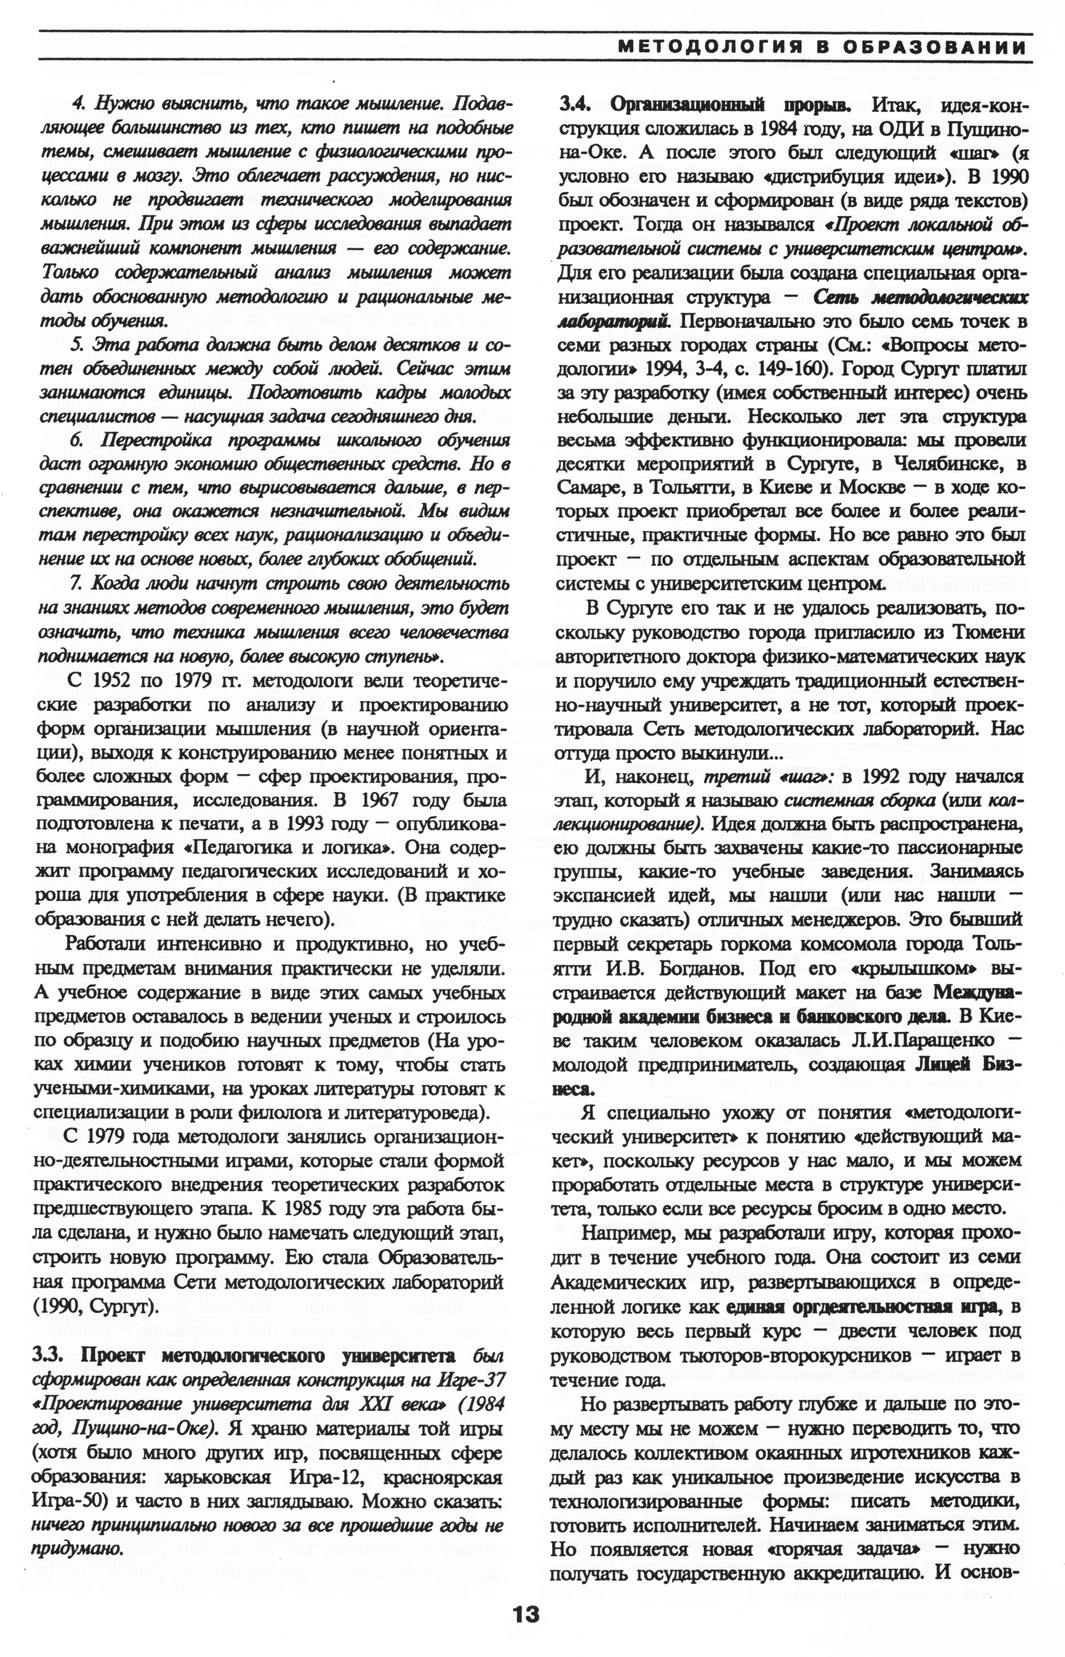 МЕТОДОЛОГИЯ В ОБРАЗОВАНИИ
4. Нужно выяснить, что такое мышление. Подав-
ляющее большинство из тех, кто пишет на подобные
темы, смешивает мышление с физиологическими про-
цессами в мозгу. Это облегчает рассуждения, но нис-
колько не продвигает технического моделирования
мышления. При этом из сферы исследования выпадает
важнейший компонент мышления — его содержание.
Только содержательный анализ мышления может
дать обоснованную методологию и рациональные ме-
тоды обучения.
5. Эта работа должна быть делом десятков и со-
тен объединенных между собой людей. Сейчас этим
занимаются единицы. Подготовить кадры молодых
специалистов — насущная задача сегодняшнего дня.
6. Перестройка программы школьного обучения
даст огромную экономию общественных средств. Но в
сравнении с тем, что вырисовывается дальше, в пер-
спективе, она окажется незначительной. Мы видим
там перестройку всех наук, рационализацию и объеди-
нение их на основе новых, более глубоких обобщений.
7. Когда люди начнут строить свою деятельность
на знаниях методов современного мышления, это будет
означать, что техника мышления всего человечества
поднимается на новую, более высокую ступень».
С 1952 по 1979 гг. методологи вели теоретиче-
ские разработки по анализу и проектированию
форм организации мышления (в научной ориента-
ции), выходя к конструированию менее понятных и
более сложных форм — сфер проектирования, про-
граммирования, исследования. В 1967 году была
подготовлена к печати, а в 1993 году — опубликова-
на монография «Педагогика и логика». Она содер-
жит программу педагогических исследований и хо-
роша для употребления в сфере науки. (В практике
образования с ней делать нечего).
Работали интенсивно и продуктивно, но учеб-
ным предметам внимания практически не уделяли.
А учебное содержание в виде этих самых учебных
предметов оставалось в ведении ученых и строилось
по образцу и подобию научных предметов (На уро-
ках химии учеников готовят к тому, чтобы стать
учеными-химиками, на уроках литературы готовят к
специализации в роли филолога и литературоведа).
С 1979 года методологи занялись организацион-
но-деятельностными играми, которые стали формой
практического внедрения теоретических разработок
предшествующего этапа. К 1985 году эта работа бы-
ла сделана, и нужно было намечать следующий этап,
строить новую программу. Ею стала Образователь-
ная программа Сети методологических лабораторий
(1990, Сургут).
3.3. Проект методологического университета был
сформирован как определенная конструкция на Игре-37
«Проектирование университета для XXI века» (1984
год, Пущино-на-Оке). Я храню материалы той игры
(хотя было много других игр, посвященных сфере
образования: харьковская Игра-12, красноярская
Игра-50) и часто в них заглядываю. Можно сказать:
ничего принципиально нового за все прошедшие годы не
придумано.
3.4. Организационный прорыв. Итак, идея-кон-
струкция сложилась в 1984 году, на ОДИ в Пущино-
на-Оке. А после этого был следующий «шаг» (я
условно его называю «дистрибуция идеи»). В 1990
был обозначен и сформирован (в виде ряда текстов)
проект. Тогда он назывался «Проект локальной об-
разовательной системы с университетским центром».
Для его реализации была создана специальная орга-
низационная структура — Сеть методологических
лабораторий. Первоначально это было семь точек в
семи разных городах страны (См.: «Вопросы мето-
дологии» 1994, 3-4, с. 149-160). Город Сургут платил
за эту разработку (имея собственный интерес) очень
небольшие деньги. Несколько лет эта структура
весьма эффективно функционировала: мы провели
десятки мероприятий в Сургуте, в Челябинске, в
Самаре, в Тольятти, в Киеве и Москве — в ходе ко-
торых проект приобретал все более и более реали-
стичные, практичные формы. Но все равно это был
проект — по отдельным аспектам образовательной
системы с университетским центром.
В Сургуте его так и не удалось реализовать, по-
скольку руководство города пригласило из Тюмени
авторитетного доктора физико-математических наук
и поручило ему учреждать традиционный естествен-
но-научный университет, а не тот, который проек-
тировала Сеть методологических лабораторий. Нас
оттуда просто выкинули...
И, наконец, третий «шаг»: в 1992 году начался
этап, который я называю системная сборка (или кол-
лекционирование). Идея должна быть распространена,
ею должны быть захвачены какие-то пассионарные
группы, какие-то учебные заведения. Занимаясь
экспансией идей, мы нашли (или нас нашли —
трудно сказать) отличных менеджеров. Это бывший
первый секретарь горкома комсомола города Толь-
ятти И.В. Богданов. Под его «крылышком» вы-
страивается действующий макет на базе Междуна-
родной академии бизнеса и банковского дела. В Кие-
ве таким человеком оказалась Л.И.Паращенко —
молодой предприниматель, создающая Лицей Биз-
неса.
Я специально ухожу от понятия «методологи-
ческий университет» к понятию «действующий ма-
кет», поскольку ресурсов у нас мало, и мы можем
проработать отдельные места в структуре универси-
тета, только если все ресурсы бросим в одно место.
Например, мы разработали игру, которая прохо-
дит в течение учебного года. Она состоит из семи
Академических игр, развертывающихся в опреде-
ленной логике как единая оргдеятельностная игра, в
которую весь первый курс — двести человек под
руководством тьюторов-второкурсников — играет в
течение года.
Но развертывать работу глубже и дальше по это-
му месту мы не можем — нужно переводить то, что
делалось коллективом окаянных игротехников каж-
дый раз как уникальное произведение искусства в
технологизированные формы: писать методики,
готовить исполнителей. Начинаем заниматься этим.
Но появляется новая «горячая задача» — нужно
получать государственную аккредитацию. И основ-
13